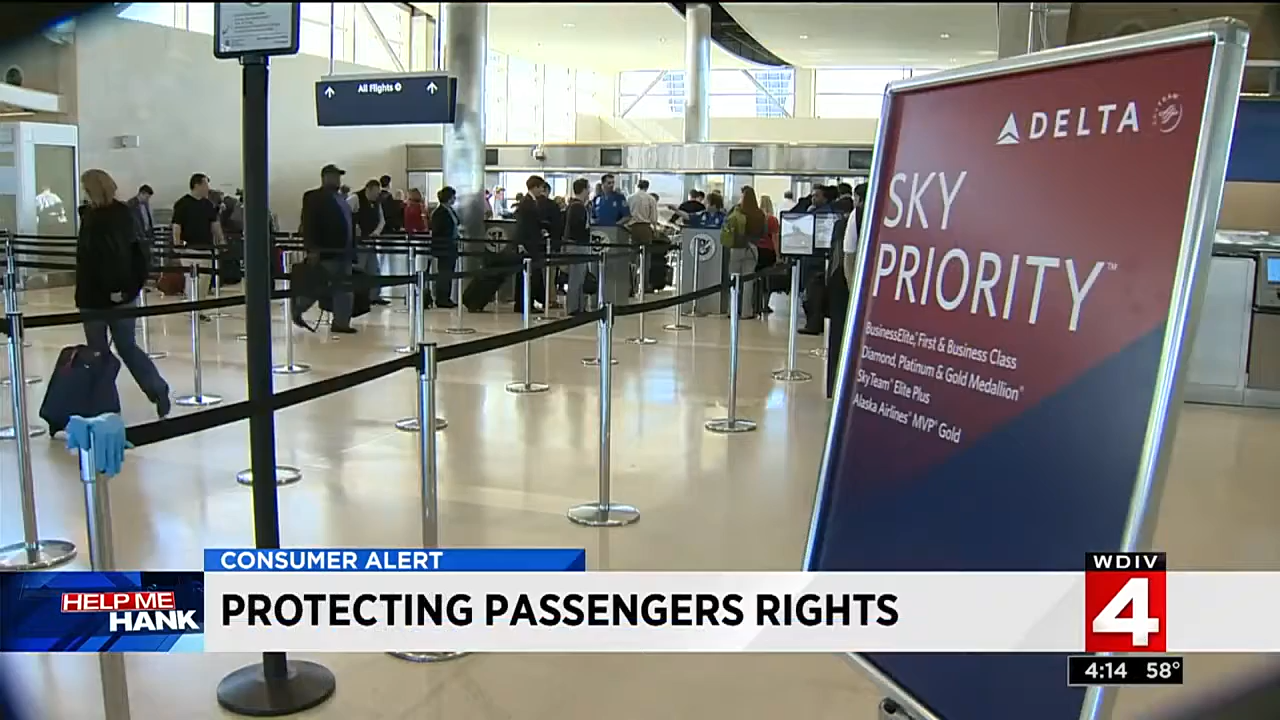 All Flights
DELTA
SKY
PRIORITY™
BusinessElite,® First & Business Class
Diamond, Platinum & Gold Medallion®
SkyTeam® Elite Plus
Alaska Airlines® MVP® Gold
CONSUMER ALERT
HELP ME
HANK
PROTECTING PASSENGERS RIGHTS
WDIV
4
4:14 58°